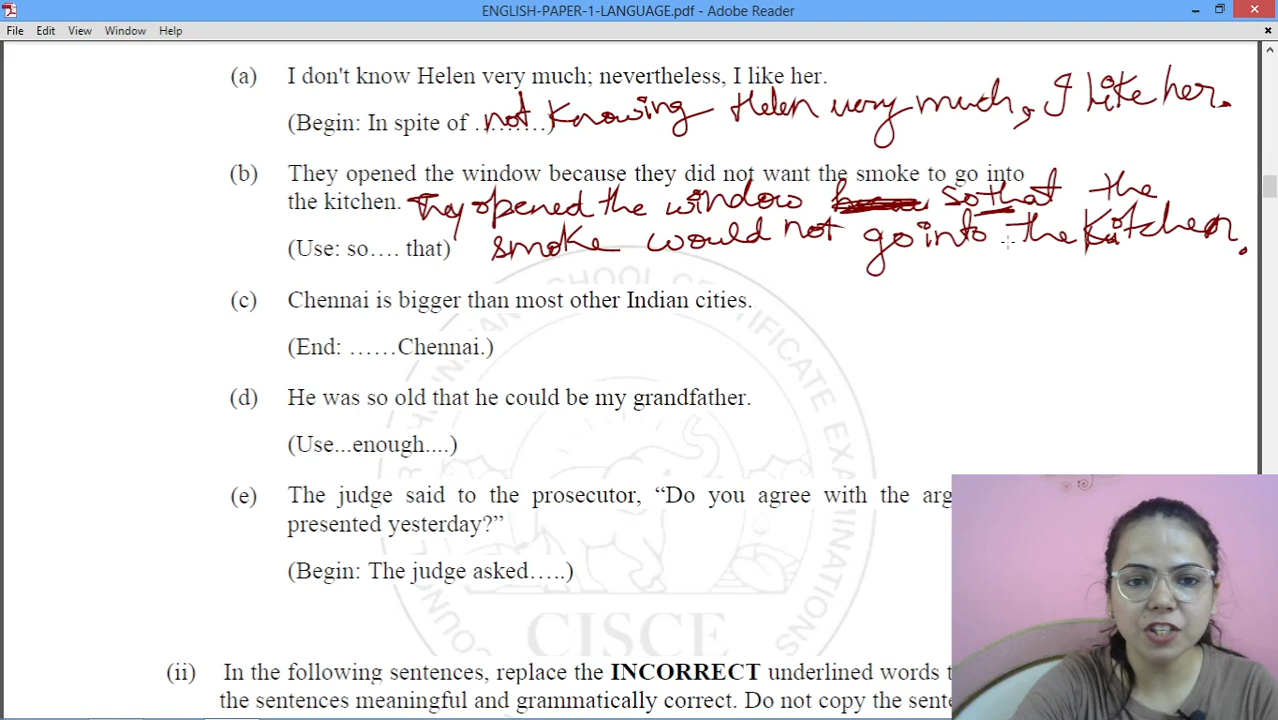 ENGLISH-PAPER-1-LANGUAGE.pdf - Adobe Reader
File Edit View Window Help
(a) I don't know Helen very much; nevertheless, I like her.
(Begin: In spite of ………) not knowing Helen very much, I like her.
(b) They opened the window because they did not want the smoke to go into
the kitchen. They opened the window so that the
(Use: so…. that) smoke would not go into the kitchen.
(c) Chennai is bigger than most other Indian cities.
(End: ……Chennai.)
(d) He was so old that he could be my grandfather.
(Use...enough....)
(e) The judge said to the prosecutor, “Do you agree with the arg
presented yesterday?”
(Begin: The judge asked…..)
CISCE
(ii) In the following sentences, replace the INCORRECT underlined words t
the sentences meaningful and grammatically correct. Do not copy the sente